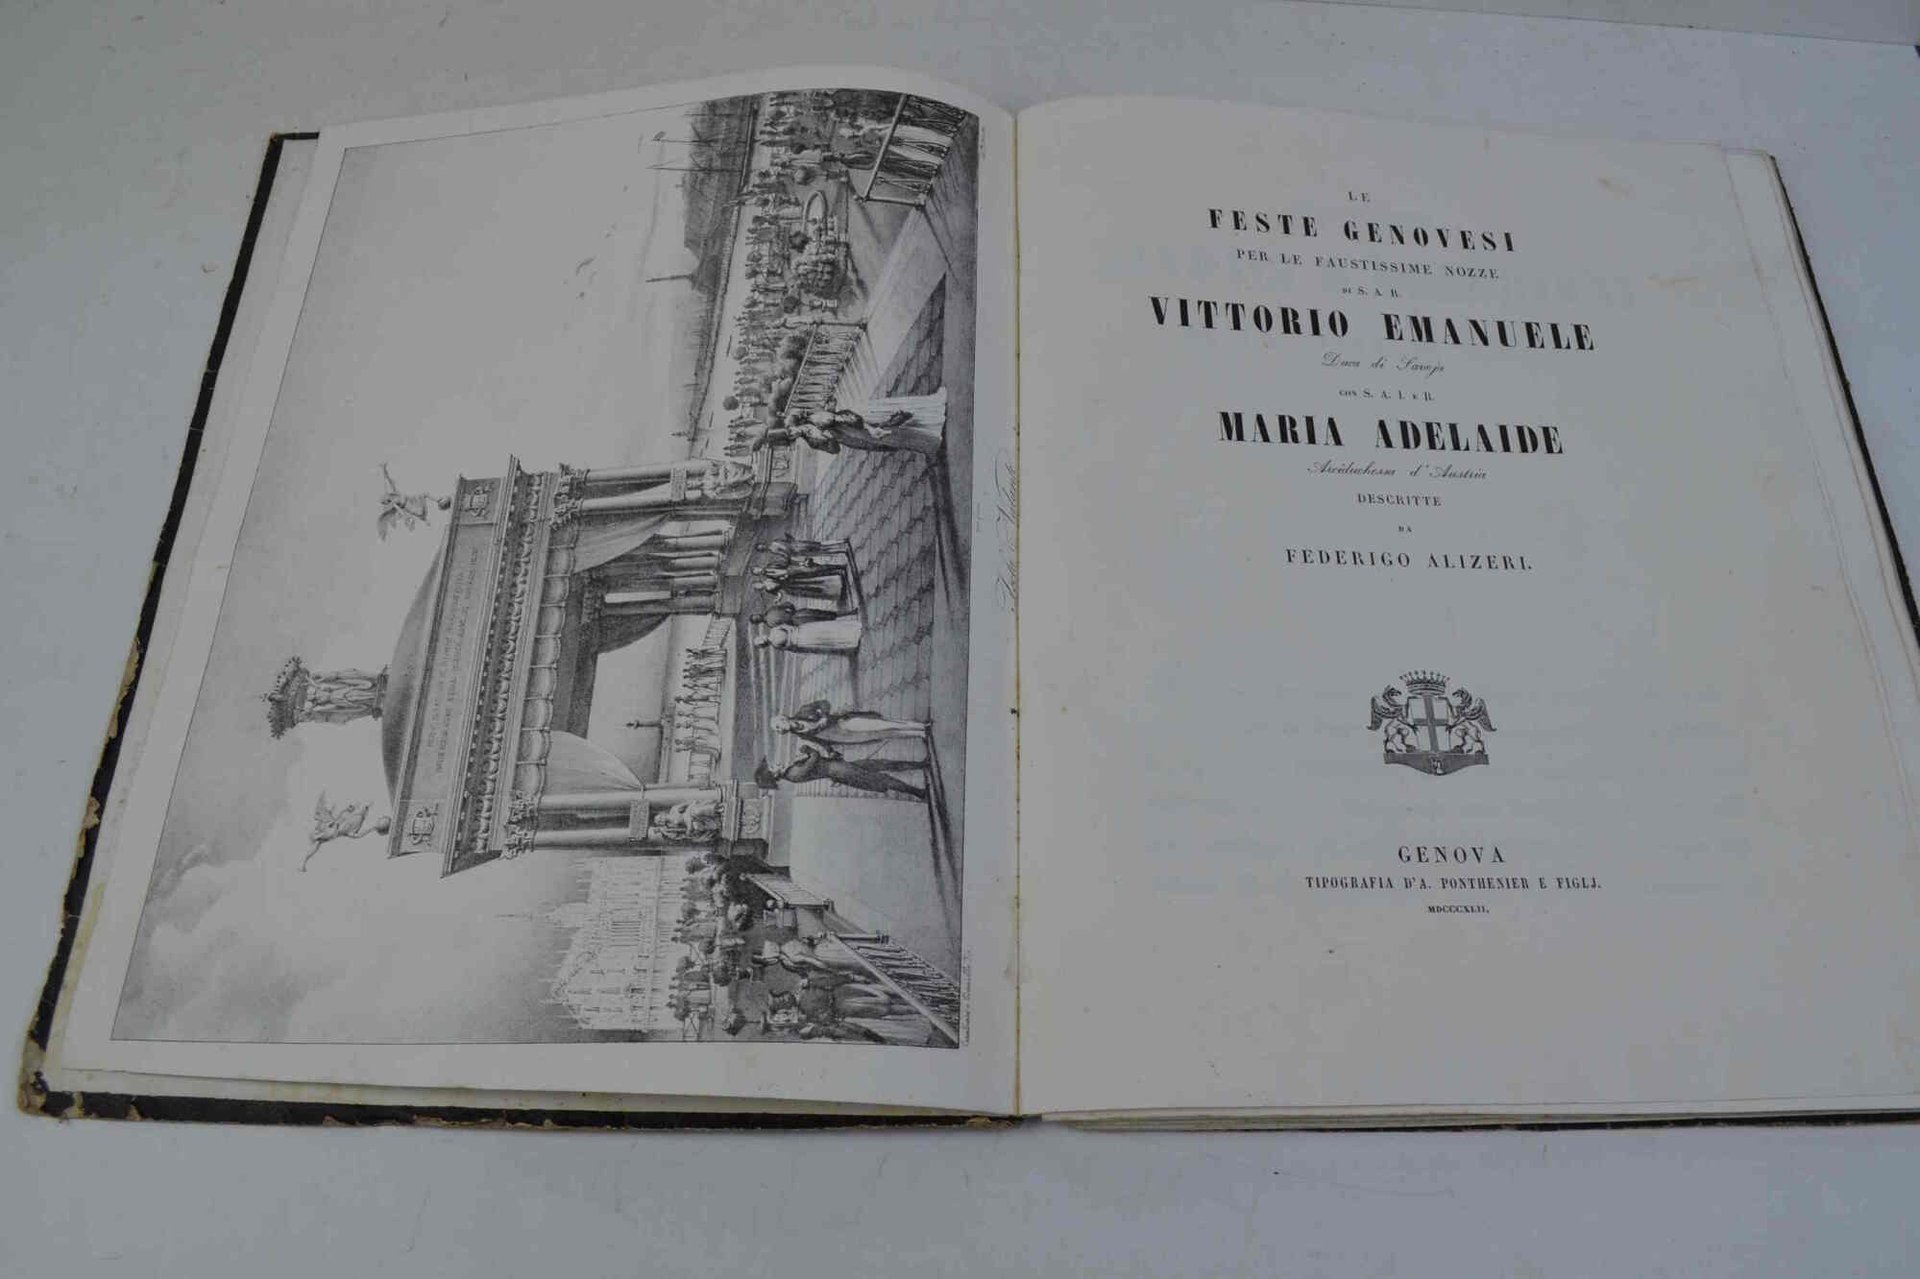 LE
FESTE GENOVESI
PER LE FAUSTISSIME NOZZE
DI S. A. R.
VITTORIO EMANUELE
Duca di Savoja
CON S. A. I. E R.
MARIA ADELAIDE
Arciduchessa d'Austria
DESCRITTE
DA
FEDERIGO ALIZERI.
GENOVA
TIPOGRAFIA D'A. PONTHENIER E FIGLJ.
MDCCCXLII.